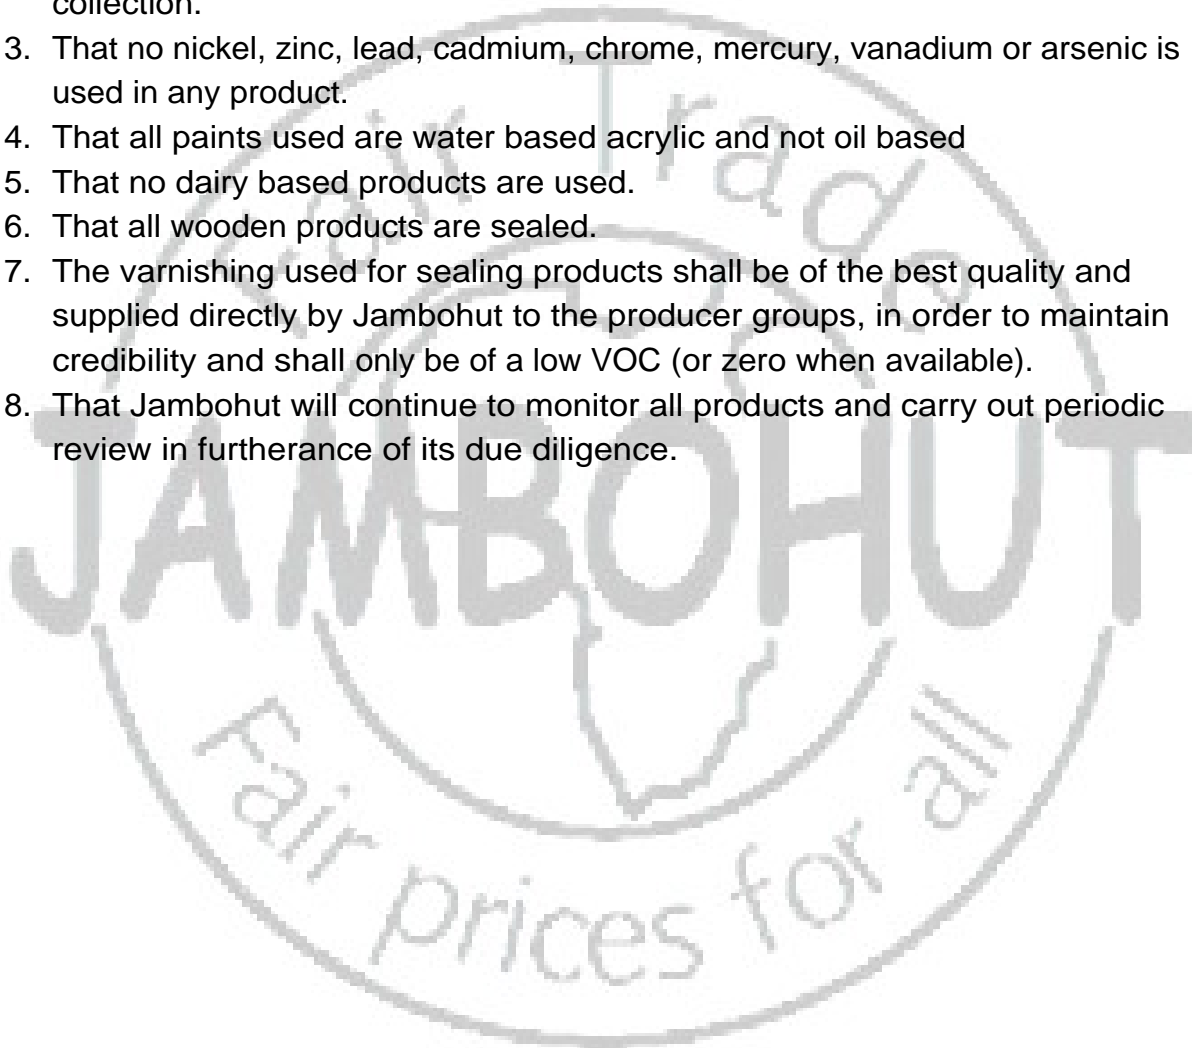 collection.
3. That no nickel, zinc, lead, cadmium, chrome, mercury, vanadium or arsenic is
used in any product.
4. That all paints used are water based acrylic and not oil based
5. That no dairy based products are used.
6. That all wooden products are sealed.
7. The varnishing used for sealing products shall be of the best quality and
supplied directly by Jambohut to the producer groups, in order to maintain
credibility and shall only be of a low VOC (or zero when available).
8. That Jambohut will continue to monitor all products and carry out periodic
review in furtherance of its due diligence.
Fair Trade
JAMBOHUT
Fair prices for all